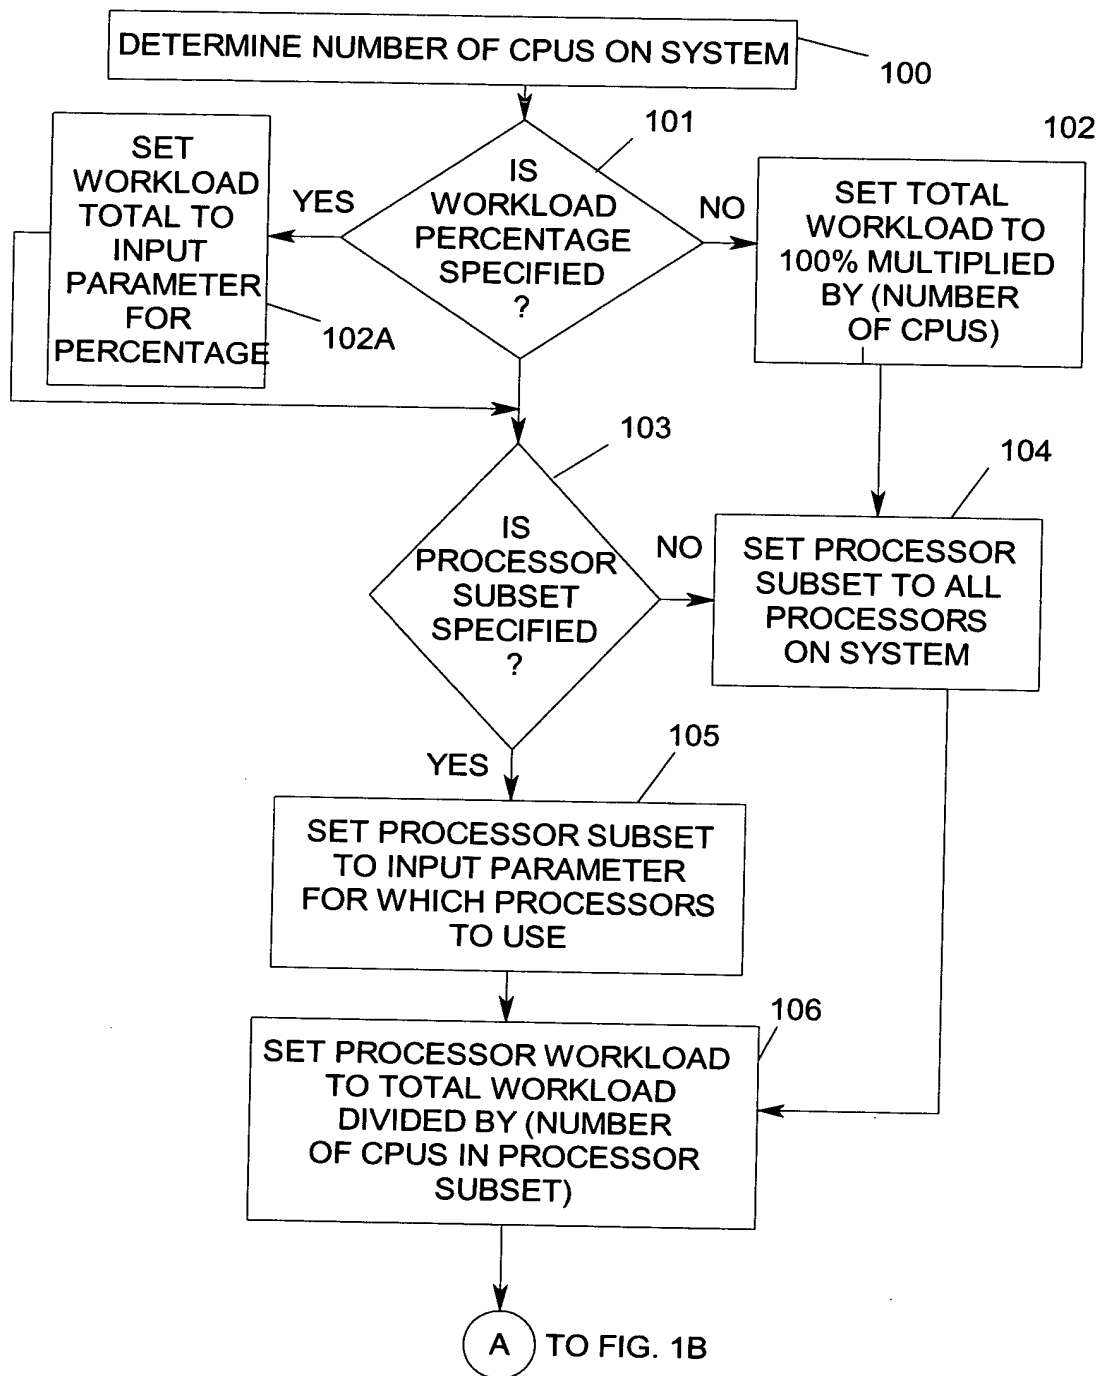 DETERMINE NUMBER OF CPUS ON SYSTEM
100
101
102
SET
WORKLOAD
TOTAL TO
INPUT
PARAMETER
FOR
PERCENTAGE
YES
102A
IS
WORKLOAD
PERCENTAGE
SPECIFIED
?
NO
SET TOTAL
WORKLOAD TO
100% MULTIPLIED
BY (NUMBER
OF CPUS)
103
IS
PROCESSOR
SUBSET
SPECIFIED
?
NO
104
SET PROCESSOR
SUBSET TO ALL
PROCESSORS
ON SYSTEM
YES
105
SET PROCESSOR SUBSET
TO INPUT PARAMETER
FOR WHICH PROCESSORS
TO USE
106
SET PROCESSOR WORKLOAD
TO TOTAL WORKLOAD
DIVIDED BY (NUMBER
OF CPUS IN PROCESSOR
SUBSET)
A TO FIG. 1B